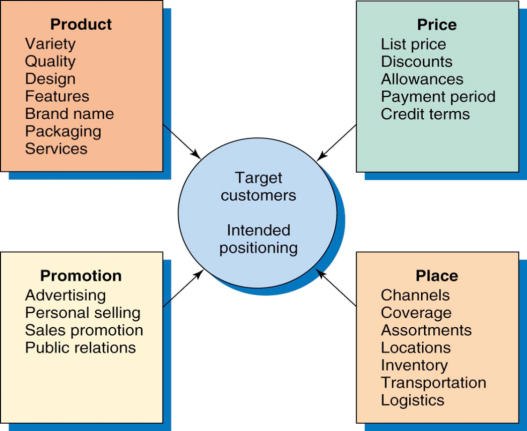 Product
Variety
Quality
Design
Features
Brand name
Packaging
Services
Price
List price
Discounts
Allowances
Payment period
Credit terms
Target
customers
Intended
positioning
Promotion
Advertising
Personal selling
Sales promotion
Public relations
Place
Channels
Coverage
Assortments
Locations
Inventory
Transportation
Logistics